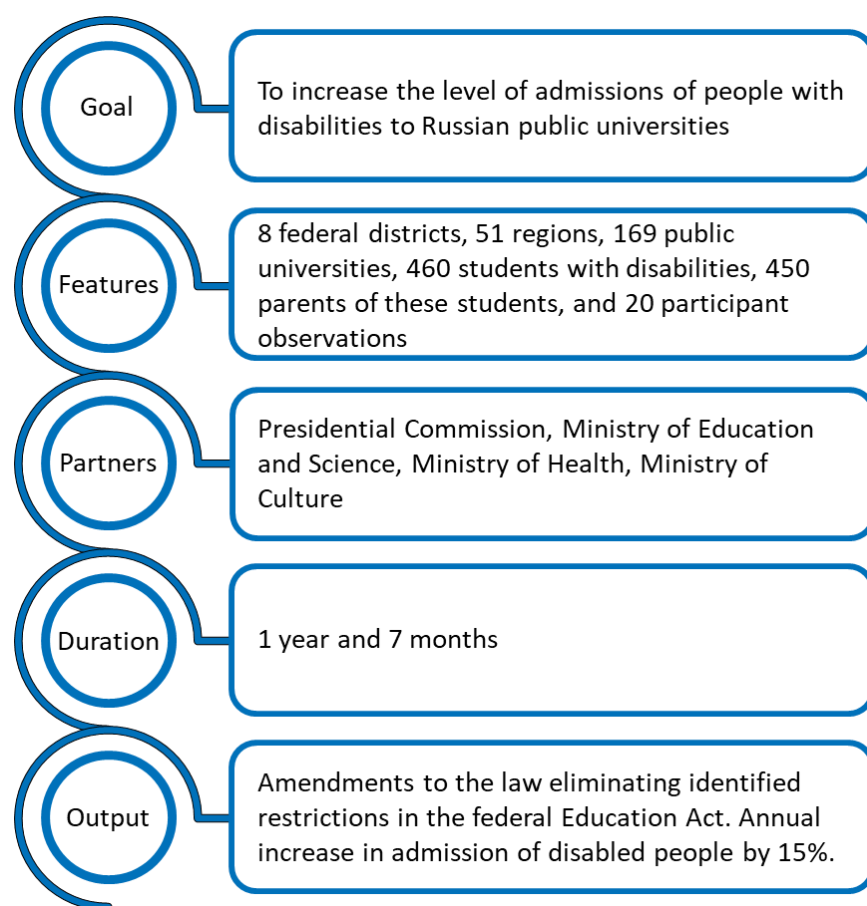 Goal
To increase the level of admissions of people with
disabilities to Russian public universities
Features
8 federal districts, 51 regions, 169 public
universities, 460 students with disabilities, 450
parents of these students, and 20 participant
observations
Partners
Presidential Commission, Ministry of Education
and Science, Ministry of Health, Ministry of
Culture
Duration
1 year and 7 months
Output
Amendments to the law eliminating identified
restrictions in the federal Education Act. Annual
increase in admission of disabled people by 15%.